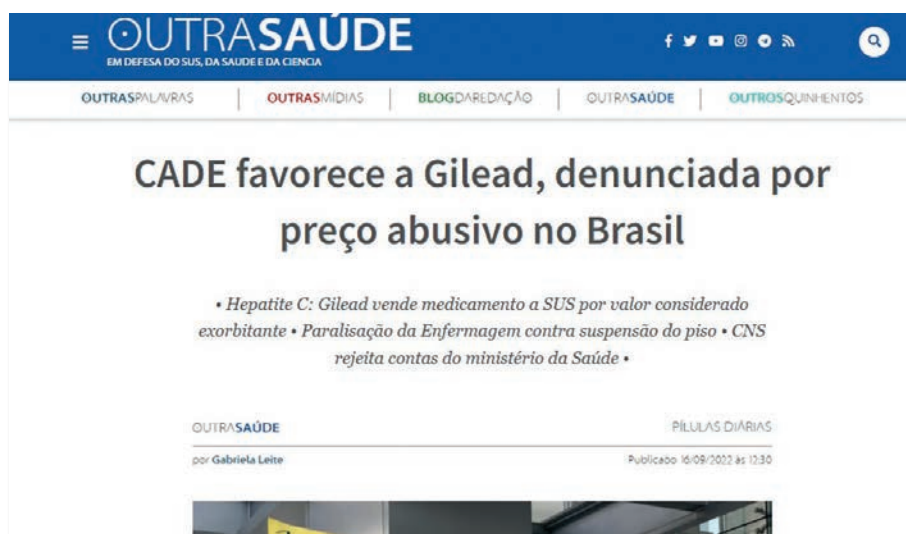 OUTRASAÚDE
EM DEFESA DO SUS, DA SAUDE E DA CIENCIA
OUTRASPALAVRAS | OUTRASMÍDIAS | BLOGDAREDAÇÃO | OUTRASAÚDE | OUTROSQUINHENTOS
CADE favorece a Gilead, denunciada por
preço abusivo no Brasil
• Hepatite C: Gilead vende medicamento a SUS por valor considerado
exorbitante • Paralisação da Enfermagem contra suspensão do piso • CNS
rejeita contas do ministério da Saúde •
OUTRASAÚDE PÍLULAS DIÁRIAS
por Gabriela Leite Publicado 16/09/2022 às 12:30